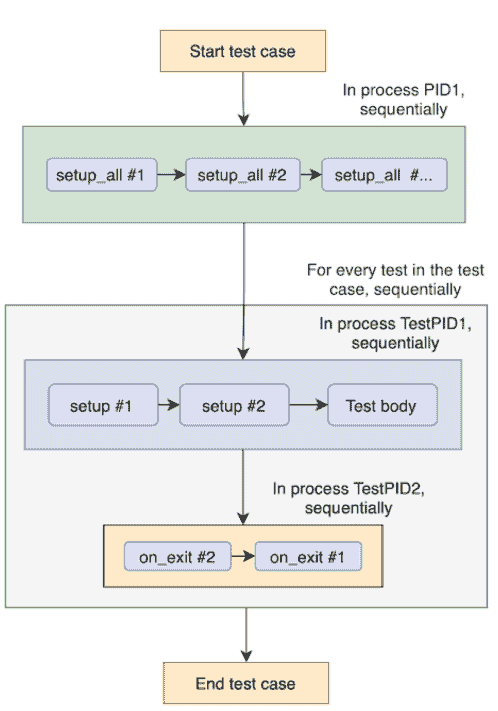 Start test case
In process PID1,
sequentially
setup_all #1
setup_all #2
setup_all #...
For every test in the test
case, sequentially
In process TestPID1,
sequentially
setup #1
setup #2
Test body
In process TestPID2,
sequentially
on_exit #2
on_exit #1
End test case